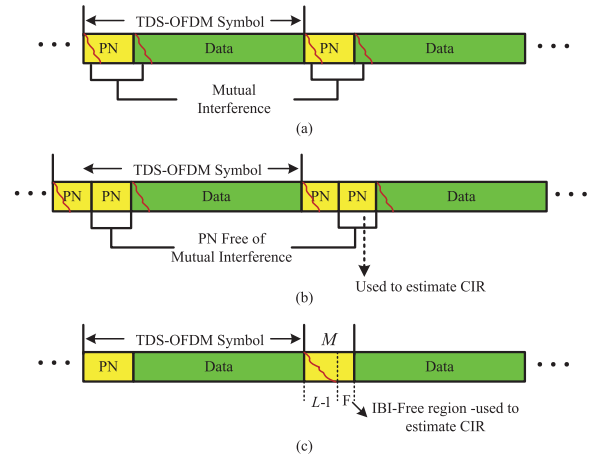 TDS-OFDM Symbol
PN Data PN Data
Mutual
Interference
(a)
TDS-OFDM Symbol
PN PN Data PN PN Data
PN Free of
Mutual Interference
Used to estimate CIR
(b)
TDS-OFDM Symbol M
PN Data Data
L-1 F
IBI-Free region -used to
estimate CIR
(c)